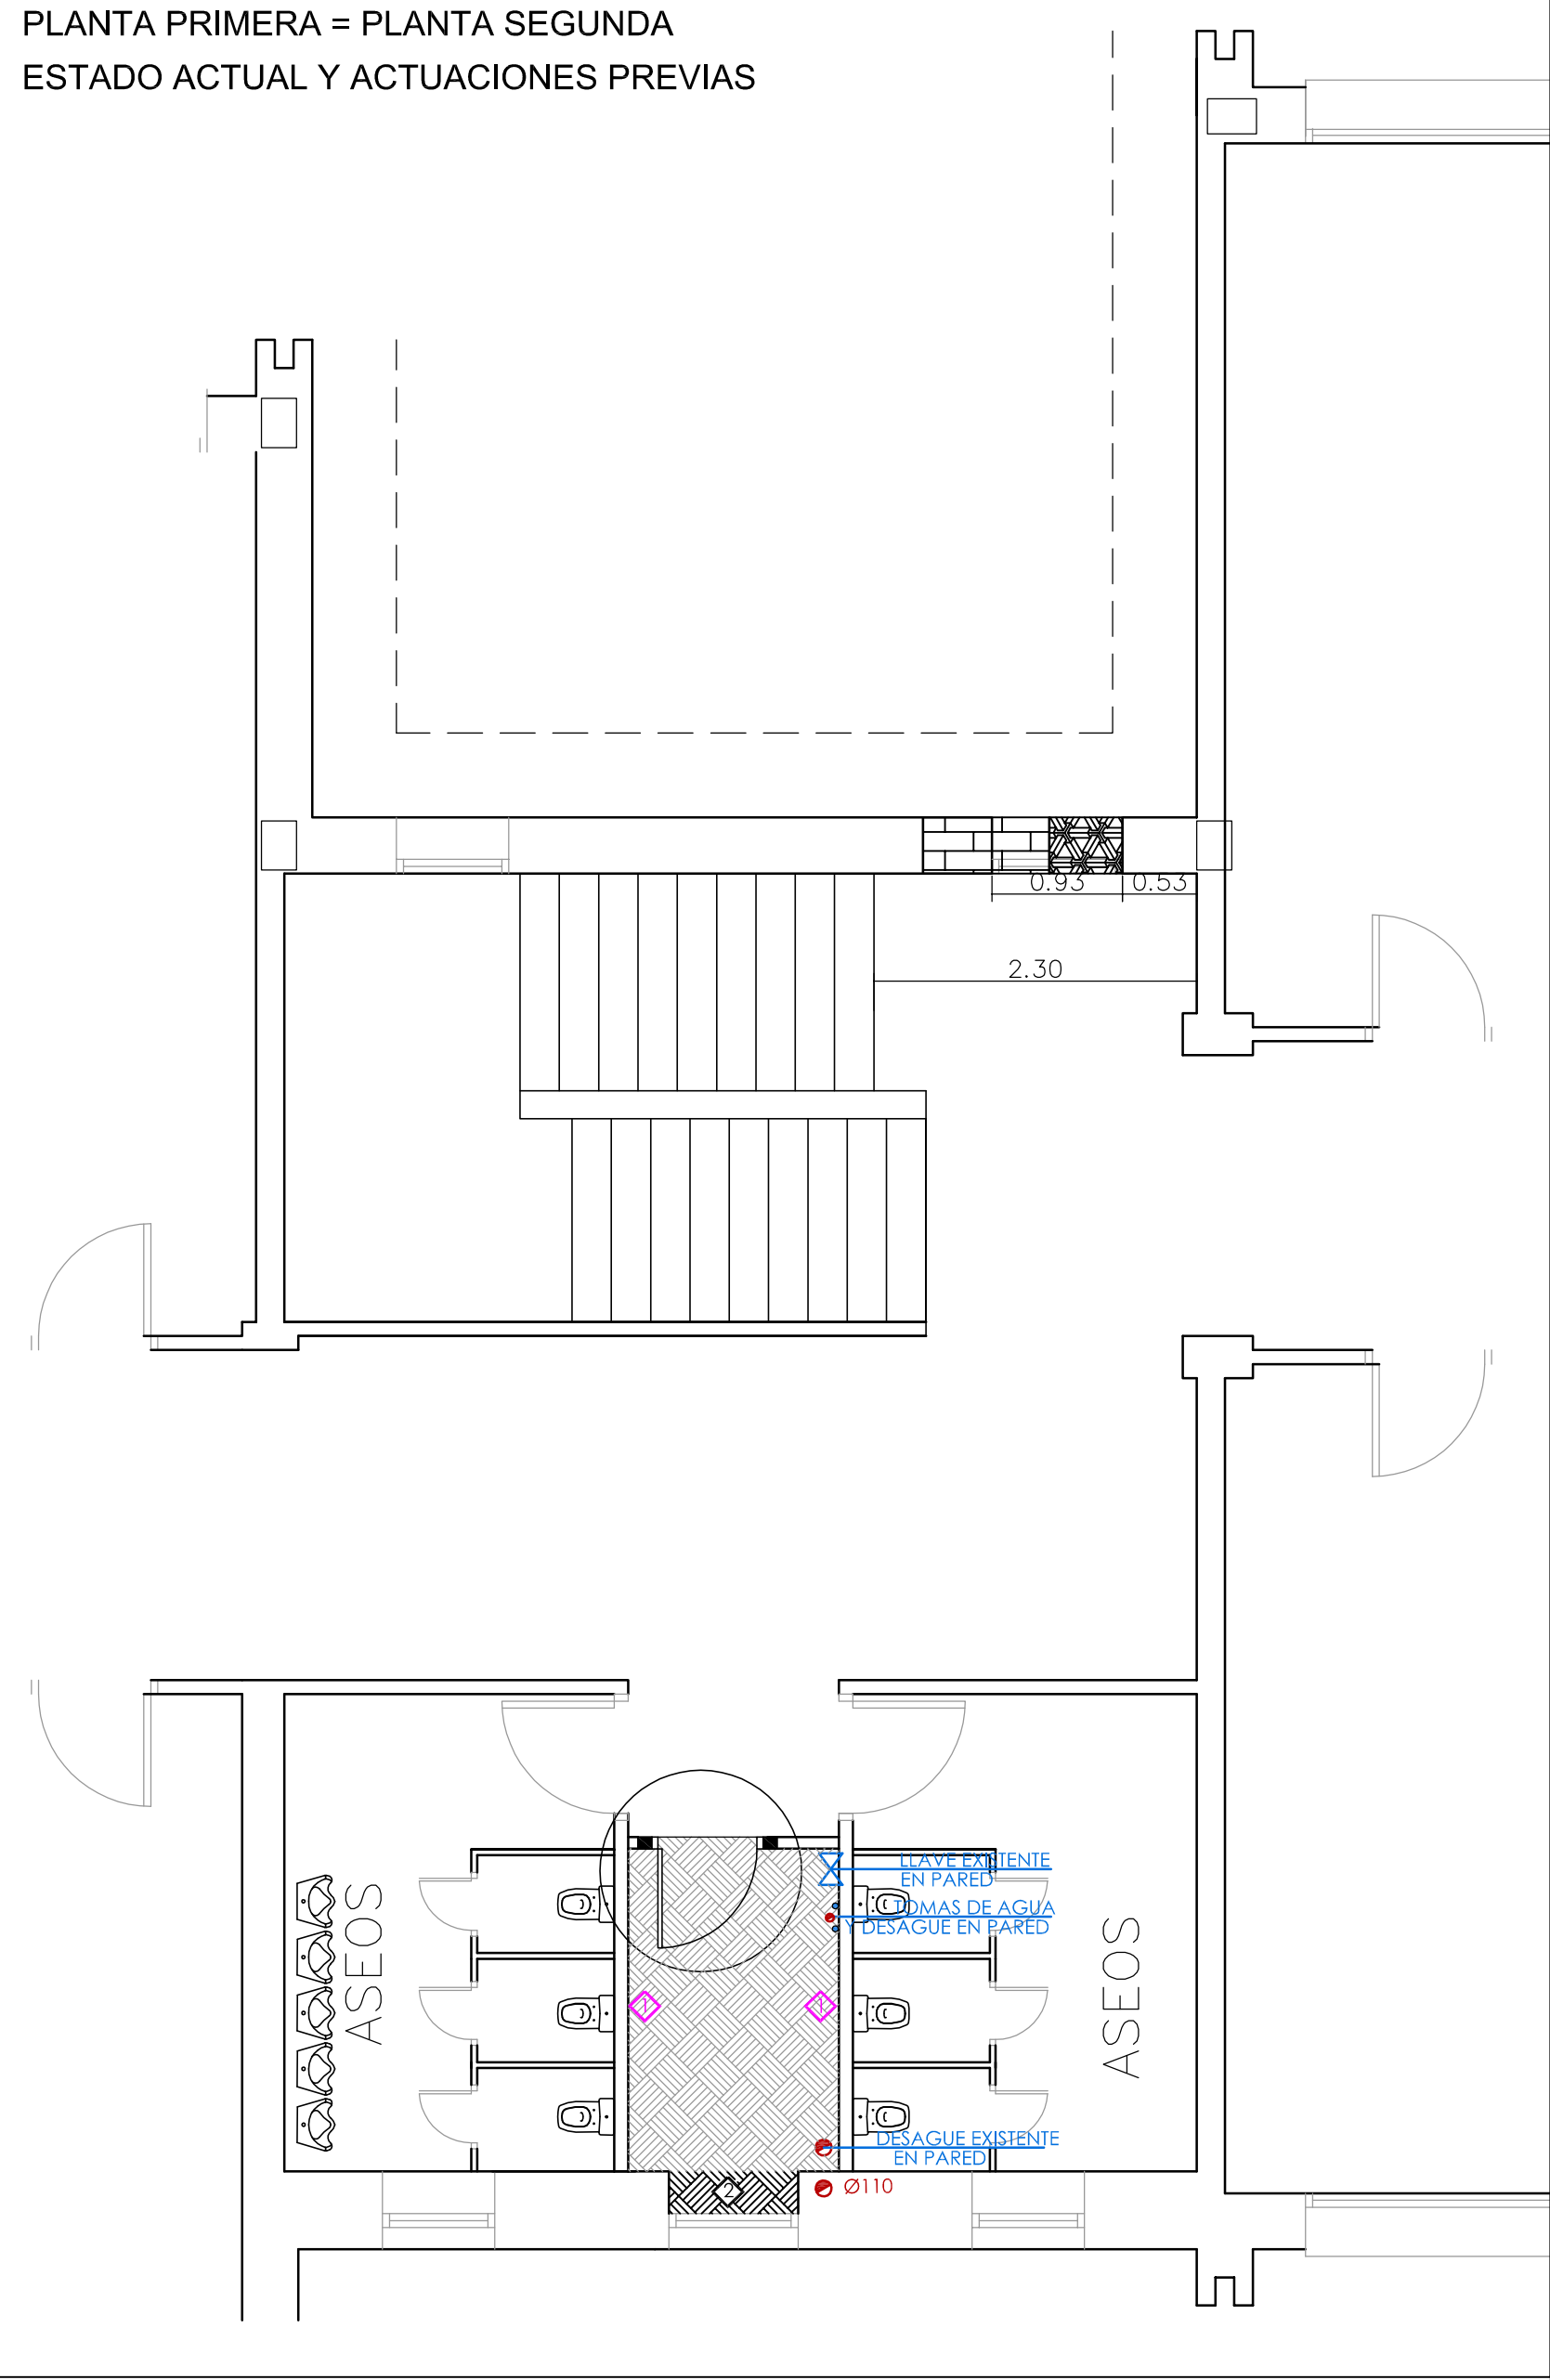 PLANTA PRIMERA = PLANTA SEGUNDA
ESTADO ACTUAL Y ACTUACIONES PREVIAS
0.93
0.53
2.30
LLAVE EXISTENTE
EN PARED
TOMAS DE AGUA
Y DESAGUE EN PARED
ASEOS
ASEOS
1
1
DESAGUE EXISTENTE
EN PARED
2
Ø110